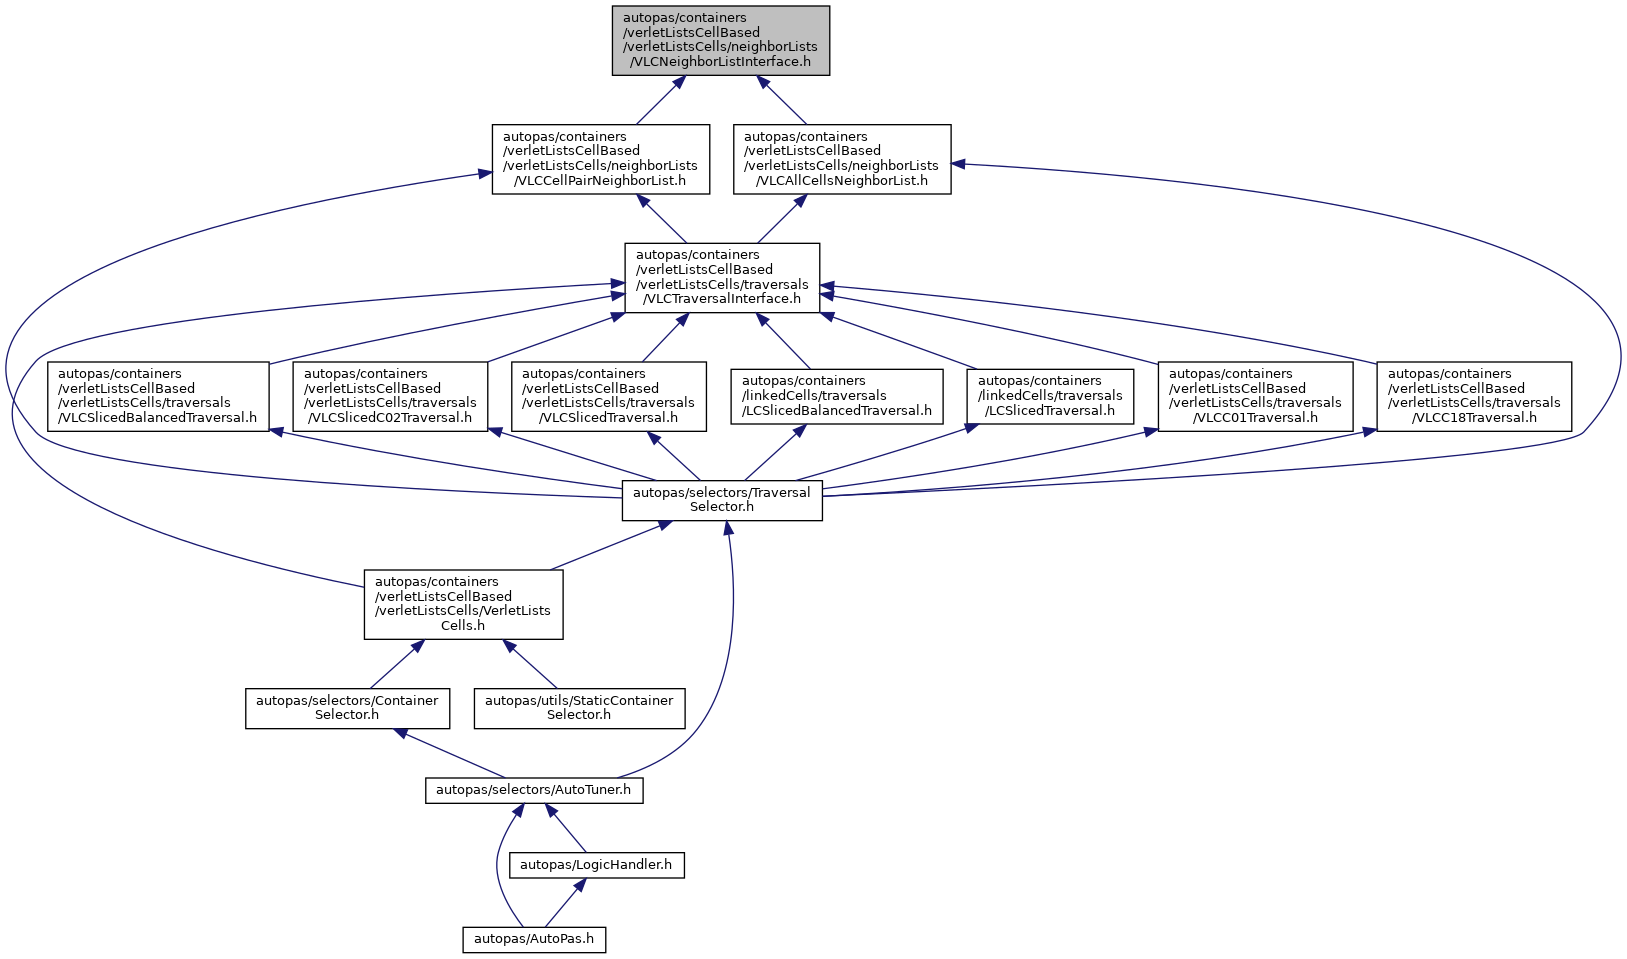 autopas/containers
/verletListsCellBased
/verletListsCells/neighborLists
/VLCNeighborListInterface.h
autopas/containers
/verletListsCellBased
/verletListsCells/neighborLists
/VLCCellPairNeighborList.h
autopas/containers
/verletListsCellBased
/verletListsCells/neighborLists
/VLCAllCellsNeighborList.h
autopas/containers
/verletListsCellBased
/verletListsCells/traversals
/VLCTraversalInterface.h
autopas/containers
/verletListsCellBased
/verletListsCells/traversals
/VLCSlicedBalancedTraversal.h
autopas/containers
/verletListsCellBased
/verletListsCells/traversals
/VLCSlicedC02Traversal.h
autopas/containers
/verletListsCellBased
/verletListsCells/traversals
/VLCSlicedTraversal.h
autopas/containers
/linkedCells/traversals
/LCSlicedBalancedTraversal.h
autopas/containers
/linkedCells/traversals
/LCSlicedTraversal.h
autopas/containers
/verletListsCellBased
/verletListsCells/traversals
/VLCC01Traversal.h
autopas/containers
/verletListsCellBased
/verletListsCells/traversals
/VLCC18Traversal.h
autopas/selectors/Traversal
Selector.h
autopas/containers
/verletListsCellBased
/verletListsCells/VerletLists
Cells.h
autopas/selectors/Container
Selector.h
autopas/utils/StaticContainer
Selector.h
autopas/selectors/AutoTuner.h
autopas/LogicHandler.h
autopas/AutoPas.h